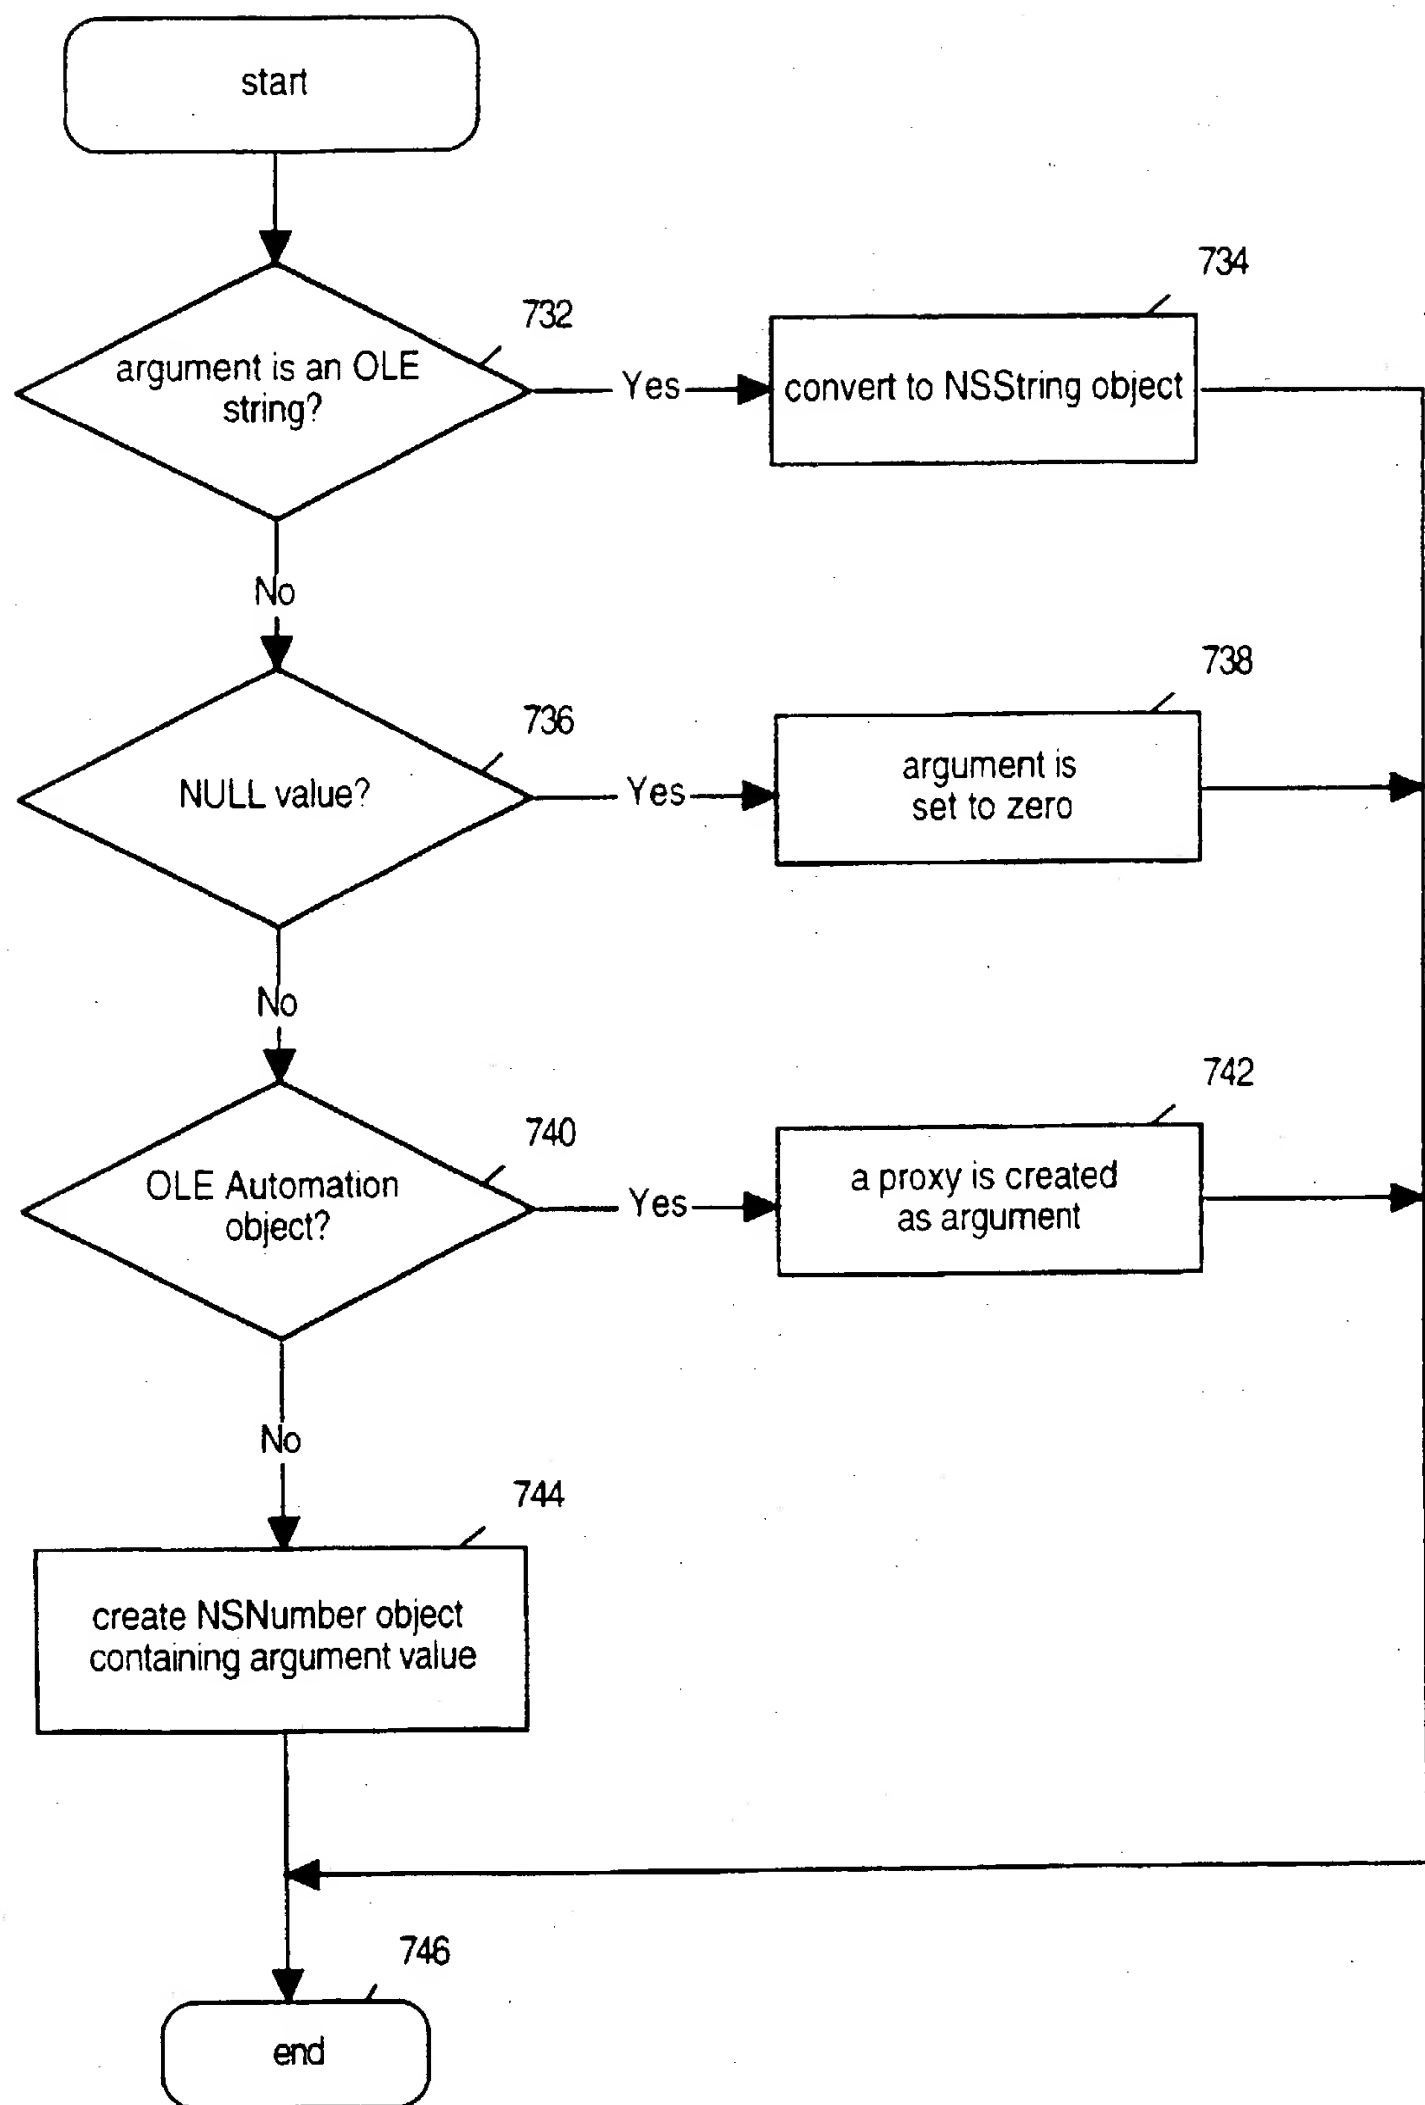 start
732
argument is an OLE
string?
Yes
734
convert to NSString object
No
736
NULL value?
Yes
738
argument is
set to zero
No
740
OLE Automation
object?
Yes
742
a proxy is created
as argument
No
744
create NSNumber object
containing argument value
746
end